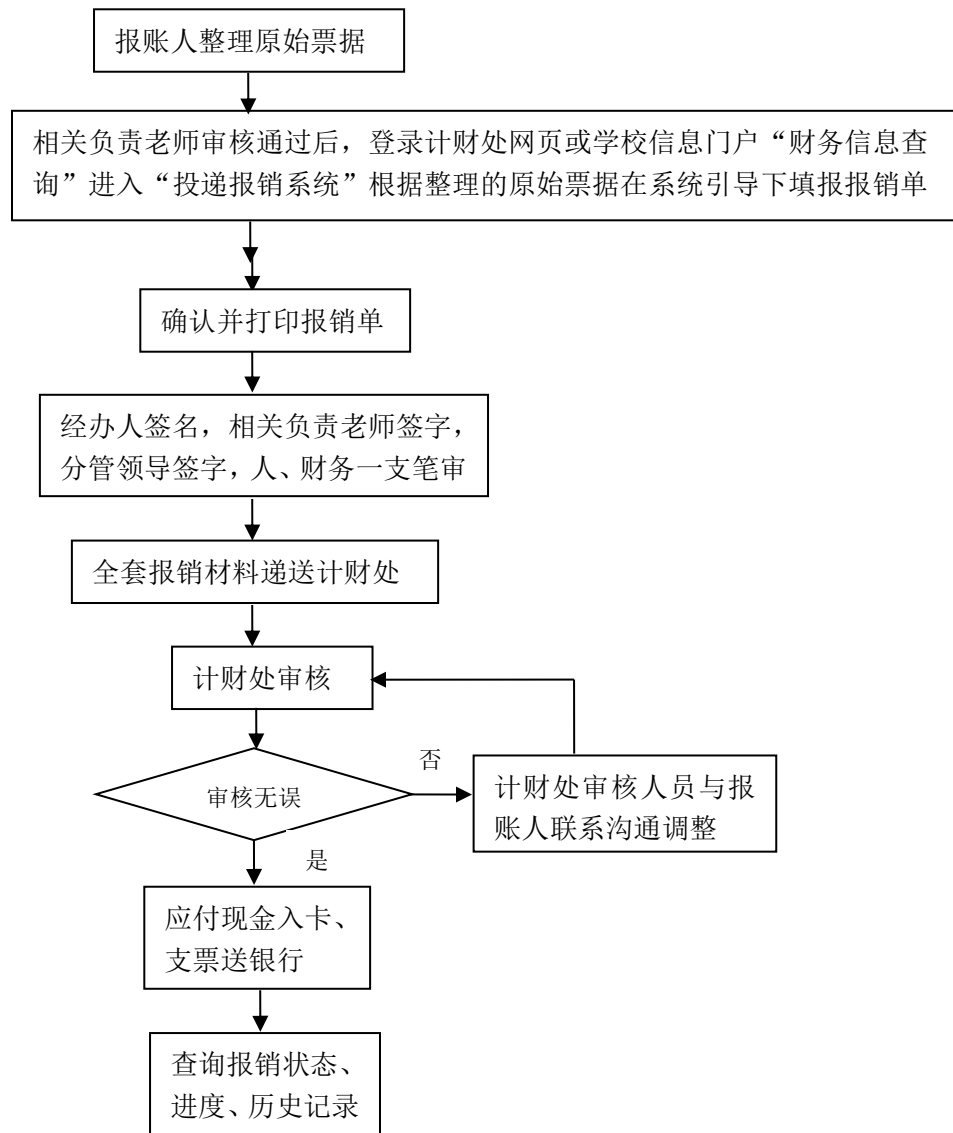 报账人整理原始票据
相关负责老师审核通过后，登录计财处网页或学校信息门户“财务信息查
询”进入“投递报销系统”根据整理的原始票据在系统引导下填报报销单
确认并打印报销单
经办人签名，相关负责老师签字，
分管领导签字，人、财务一支笔审
全套报销材料递送计财处
计财处审核
否
审核无误
计财处审核人员与报
账人联系沟通调整
是
应付现金入卡、
支票送银行
查询报销状态、
进度、历史记录